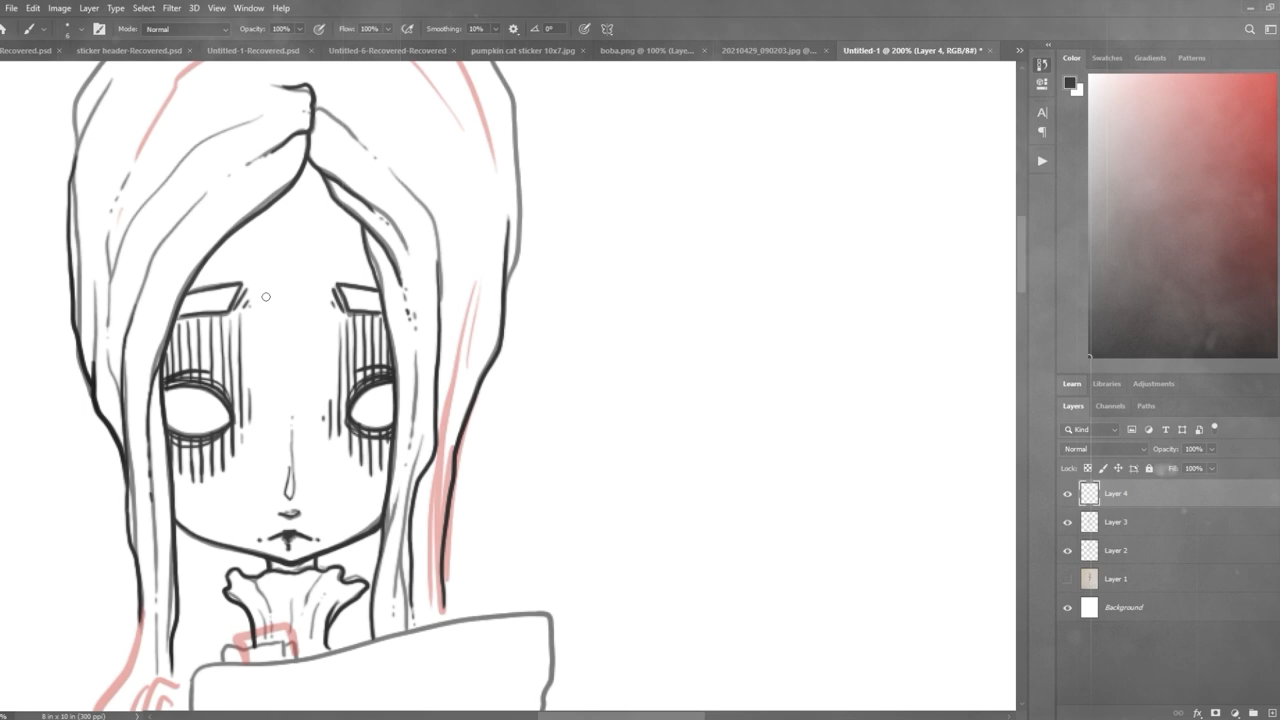 File Edit Image Layer Type Select Filter 3D View Window Help
6 Mode: Normal Opacity: 100% Flow: 100% Smoothing: 10% 0°
Recovered.psd × sticker header-Recovered.psd × Untitled-1-Recovered.psd × Untitled-6-Recovered-Recovered × pumpkin cat sticker 10x7.jpg × boba.png @ 100% (Laye... × 20210429_090203.jpg @... × Untitled-1 @ 200% (Layer 4, RGB/8#) * ×
Color Swatches Gradients Patterns
Learn Libraries Adjustments
Layers Channels Paths
Kind
Normal Opacity: 100%
Lock: Fill: 100%
Layer 4
Layer 3
Layer 2
Layer 1
Background
8 in x 10 in (300 ppi)